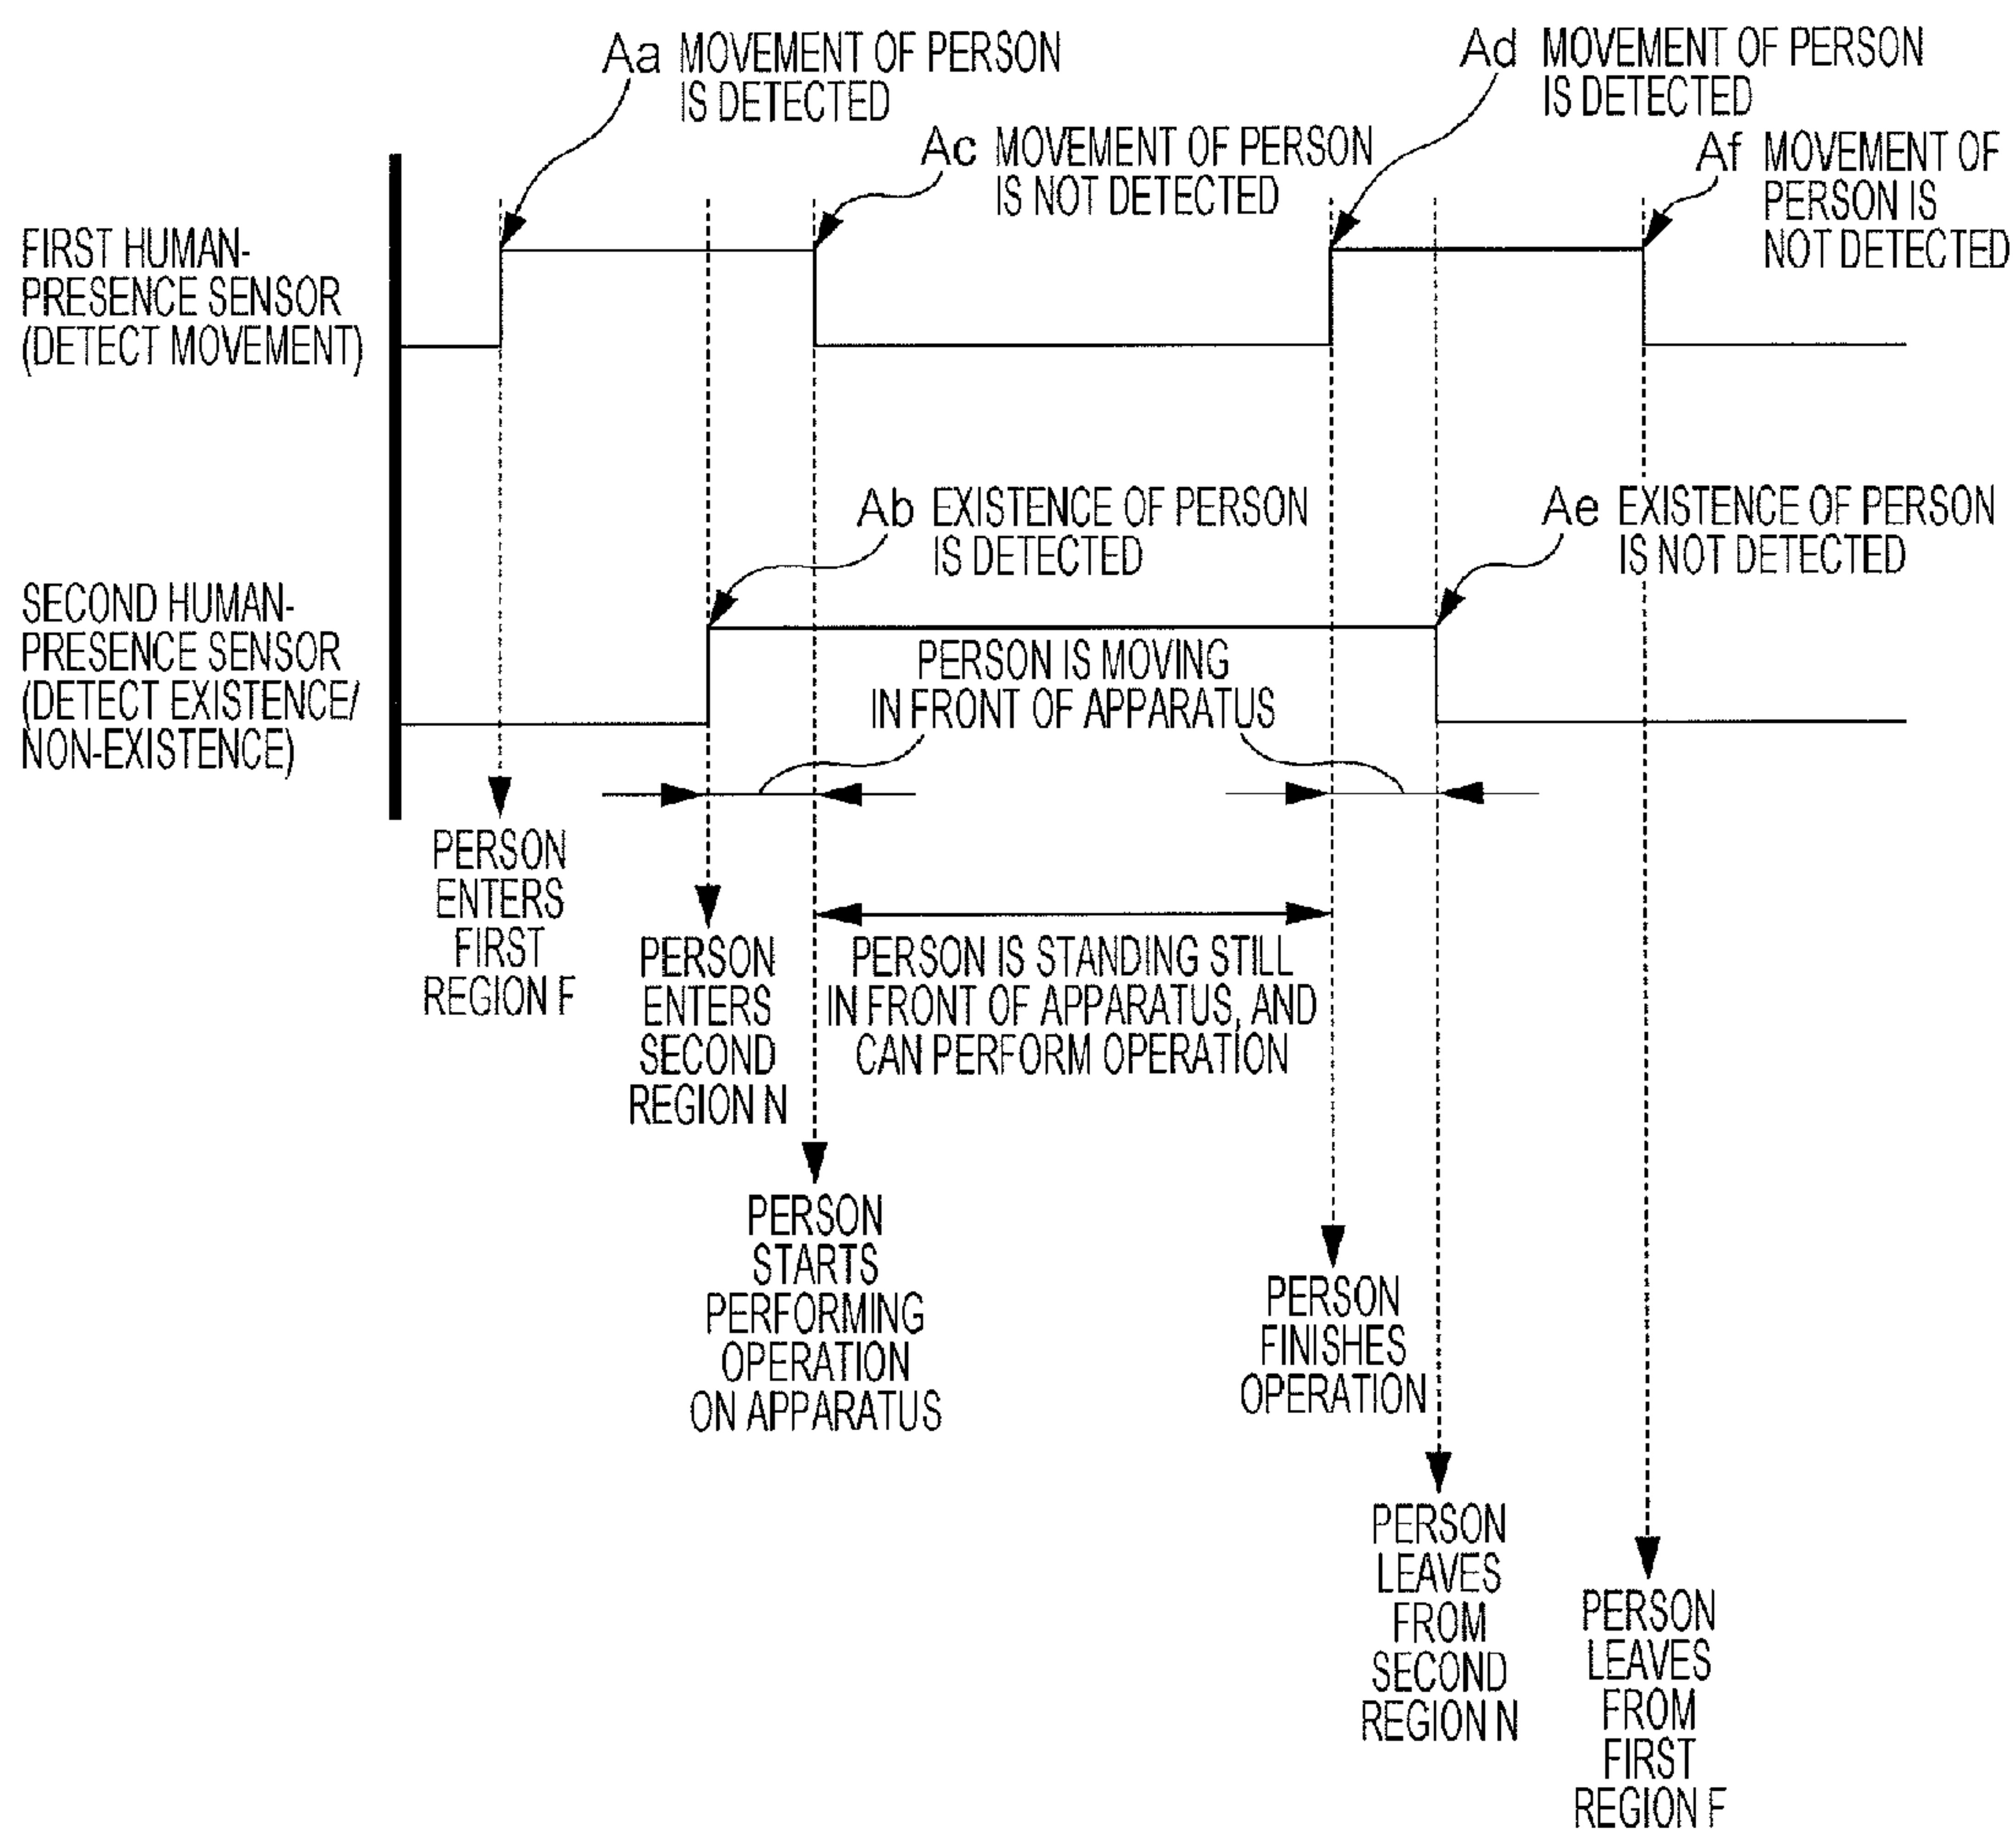 Aa MOVEMENT OF PERSON
IS DETECTED
Ac MOVEMENT OF PERSON
IS NOT DETECTED
Ad MOVEMENT OF PERSON
IS DETECTED
Af MOVEMENT OF
PERSON IS
NOT DETECTED
FIRST HUMAN-
PRESENCE SENSOR
(DETECT MOVEMENT)
Ab EXISTENCE OF PERSON
IS DETECTED
Ae EXISTENCE OF PERSON
IS NOT DETECTED
SECOND HUMAN-
PRESENCE SENSOR
(DETECT EXISTENCE/
NON-EXISTENCE)
PERSON IS MOVING
IN FRONT OF APPARATUS
PERSON
ENTERS
FIRST
REGION F
PERSON
ENTERS
SECOND
REGION N
PERSON IS STANDING STILL
IN FRONT OF APPARATUS, AND
CAN PERFORM OPERATION
PERSON
STARTS
PERFORMING
OPERATION
ON APPARATUS
PERSON
FINISHES
OPERATION
PERSON
LEAVES
FROM
SECOND
REGION N
PERSON
LEAVES
FROM
FIRST
REGION F